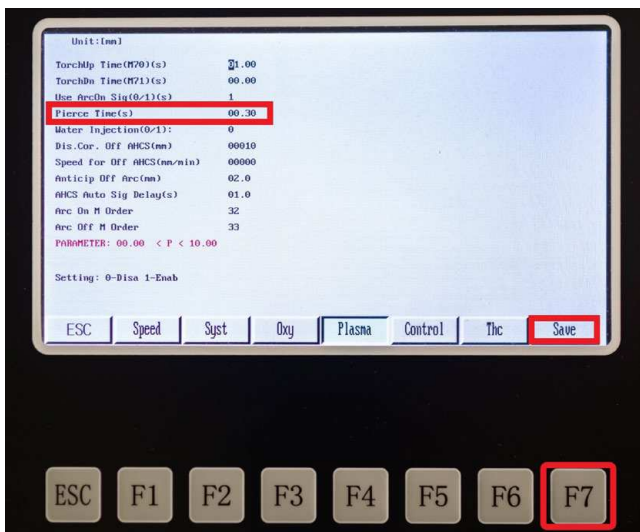 Unit:[mm]
TorchUp Time(M70)(s) 01.00
TorchDn Time(M71)(s) 00.00
Use ArcOn Sig(0/1)(s) 1
Pierce Time(s) 00.30
Water Injection(0/1): 0
Dis.Cor. Off AHCS(mm) 00010
Speed for Off AHCS(mm/min) 00000
Anticip Off Arc(mm) 02.0
AHCS Auto Sig Delay(s) 01.0
Arc On M Order 32
Arc Off M Order 33
PARAMETER: 00.00 < P < 10.00
Setting: 0-Disa 1-Enab
ESC Speed Syst Oxy Plasma Control Thc Save
ESC F1 F2 F3 F4 F5 F6 F7